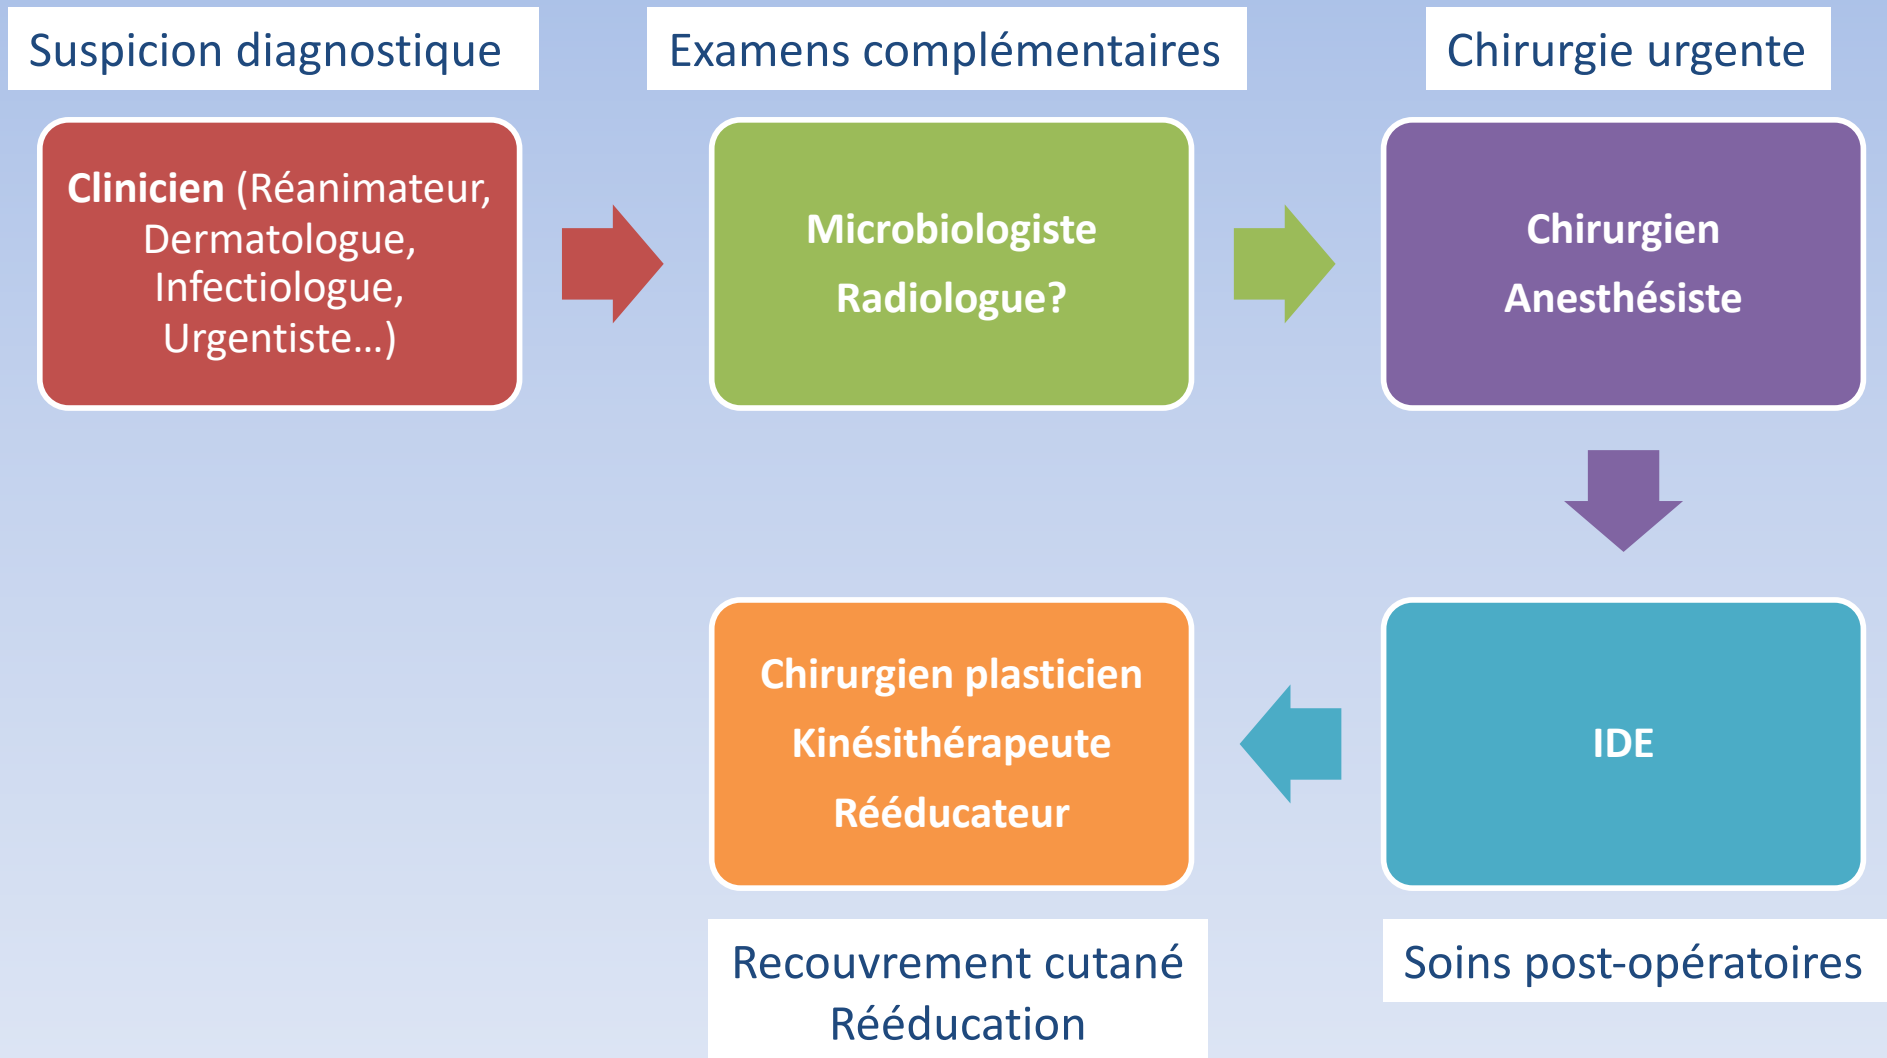 Suspicion diagnostique
Examens complémentaires
Chirurgie urgente
Clinicien (Réanimateur,
Dermatologue,
Infectiologue,
Urgentiste...)
Microbiologiste
Radiologue?
Chirurgien
Anesthésiste
Chirurgien plasticien
Kinésithérapeute
Rééducateur
IDE
Recouvrement cutané
Rééducation
Soins post-opératoires